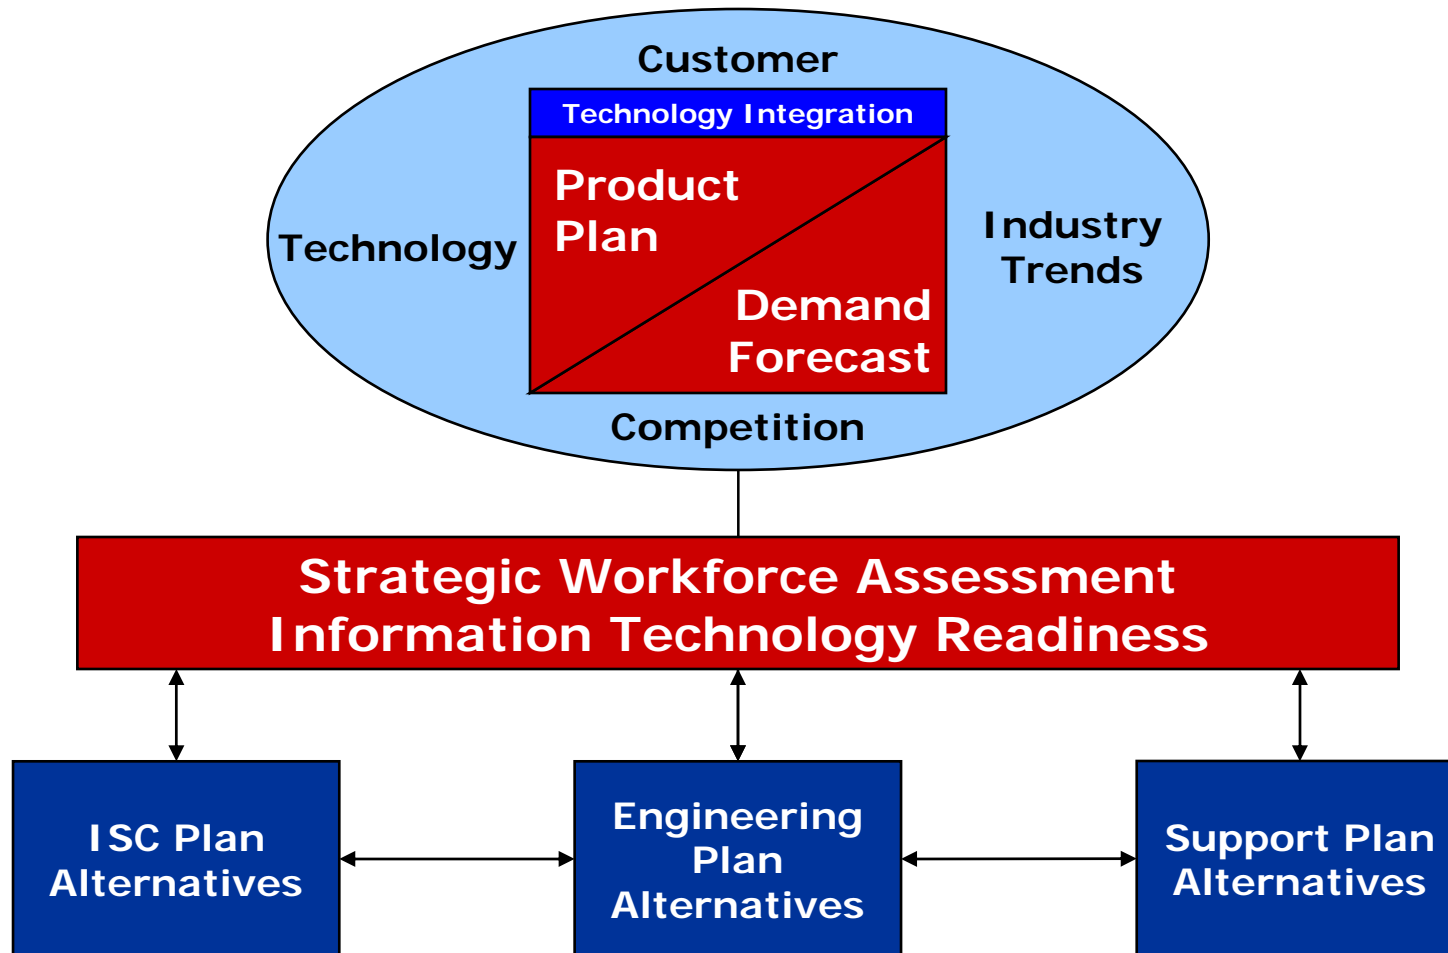 Customer
Technology Integration
Product
Plan
Technology
Industry
Trends
Demand
Forecast
Competition
Strategic Workforce Assessment
Information Technology Readiness
ISC Plan
Alternatives
Engineering
Plan
Alternatives
Support Plan
Alternatives